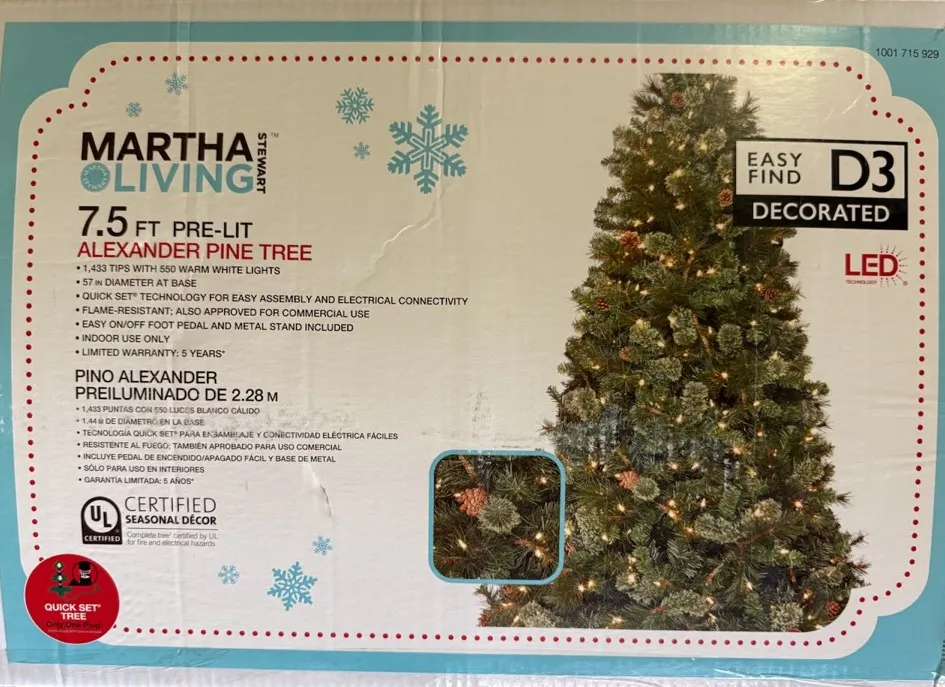 1001 715 929
MARTHA STEWART™
LIVING
7.5 FT PRE-LIT
ALEXANDER PINE TREE
• 1,433 TIPS WITH 550 WARM WHITE LIGHTS
• 57 IN DIAMETER AT BASE
• QUICK SET® TECHNOLOGY FOR EASY ASSEMBLY AND ELECTRICAL CONNECTIVITY
• FLAME-RESISTANT; ALSO APPROVED FOR COMMERCIAL USE
• EASY ON/OFF FOOT PEDAL AND METAL STAND INCLUDED
• INDOOR USE ONLY
• LIMITED WARRANTY: 5 YEARS*
PINO ALEXANDER
PREILUMINADO DE 2.28 M
• 1,433 PUNTAS CON 550 LUCES BLANCO CÁLIDO
• 1.44 M DE DIÁMETRO EN LA BASE
• TECNOLOGÍA QUICK SET® PARA ENSAMBLAJE Y CONECTIVIDAD ELÉCTRICA FÁCILES
• RESISTENTE AL FUEGO; TAMBIÉN APROBADO PARA USO COMERCIAL
• INCLUYE PEDAL DE ENCENDIDO/APAGADO FÁCIL Y BASE DE METAL
• SÓLO PARA USO EN INTERIORES
• GARANTÍA LIMITADA: 5 AÑOS*
UL
CERTIFIED
CERTIFIED
SEASONAL DÉCOR
Complete tree* certified by UL
for fire and electrical hazards
QUICK SET®
TREE
Only One Plug!
EASY
FIND
D3
DECORATED
LED
TECHNOLOGY